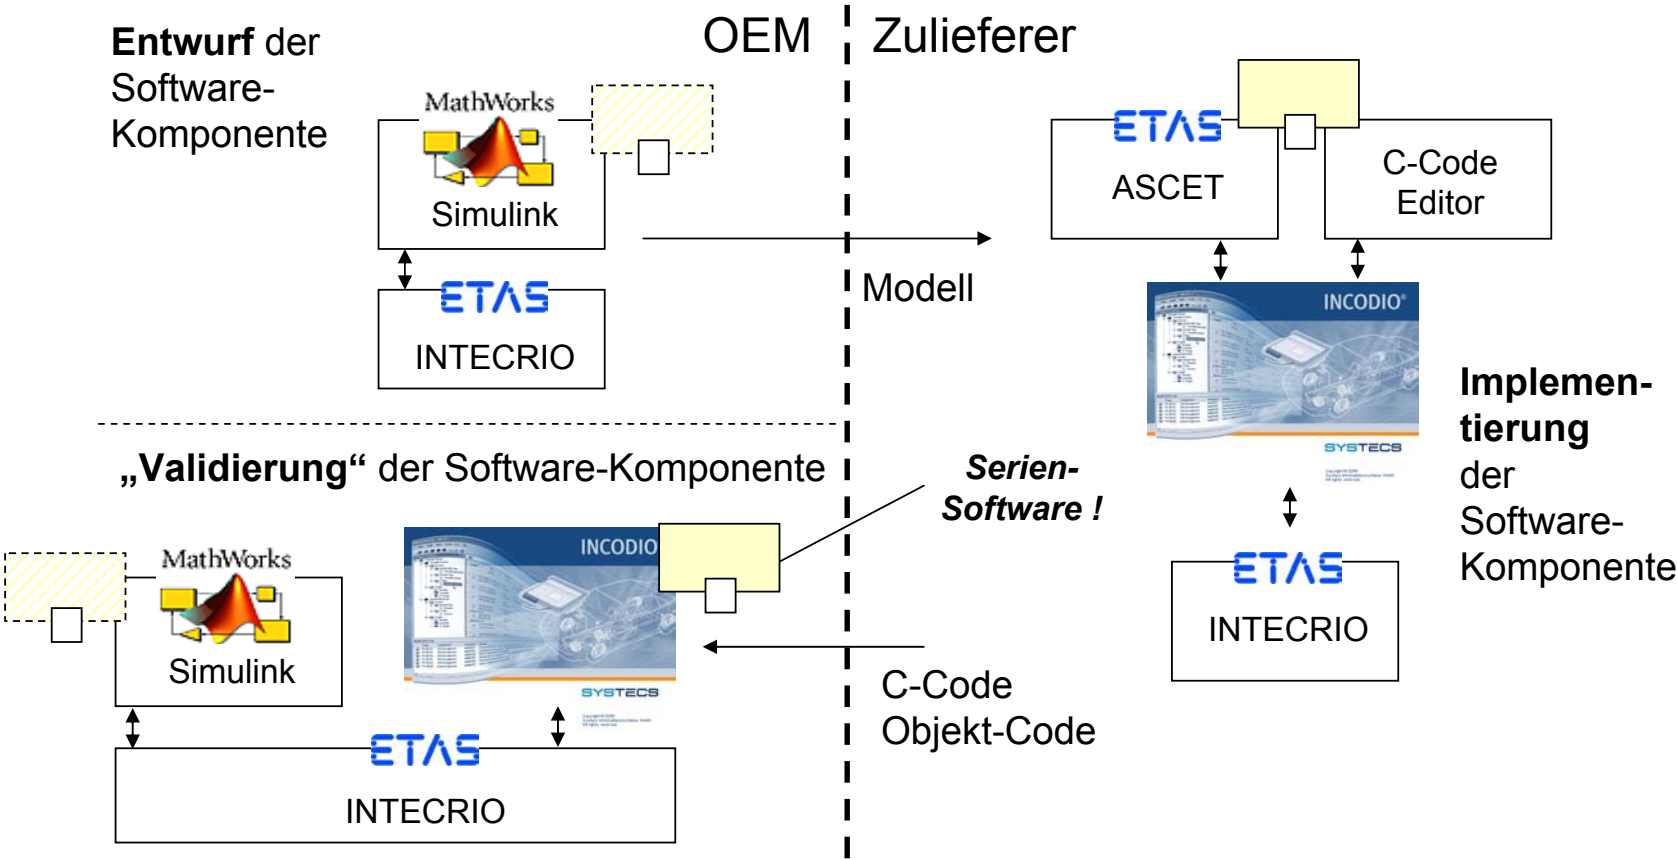 OEM
Zulieferer
Entwurf der
Software-
Komponente
MathWorks
Simulink
ETAS
INTECRIO
Modell
ETAS
ASCET
C-Code
Editor
INCODIO®
SYSTECS
Implemen-
tierung
der
Software-
Komponente
ETAS
INTECRIO
„Validierung“ der Software-Komponente
Serien-
Software !
MathWorks
Simulink
INCODIO
SYSTECS
C-Code
Objekt-Code
ETAS
INTECRIO